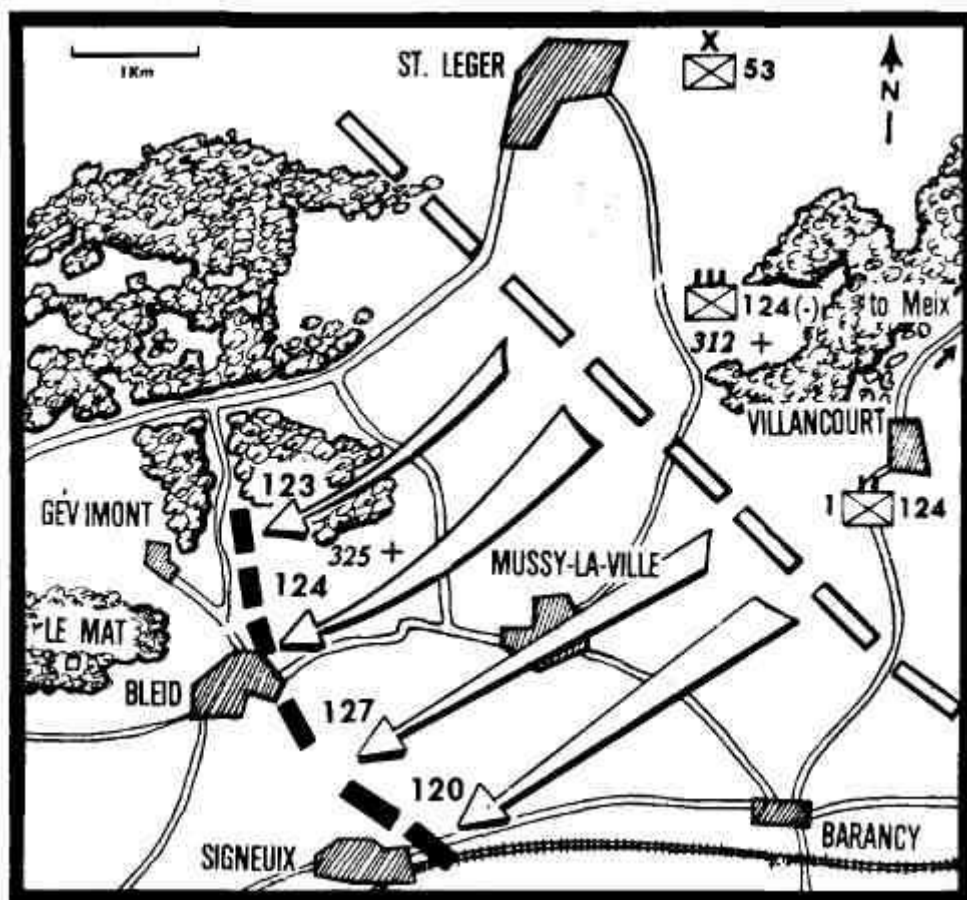 1Km
ST. LEGER
X
53
N
124(-)
to Meix
312 +
VILLANCOURT
123
GÉVIMONT
1
124
325 +
MUSSY-LA-VILLE
124
LE MAT
BLEID
127
120
SIGNEUIX
BARANCY